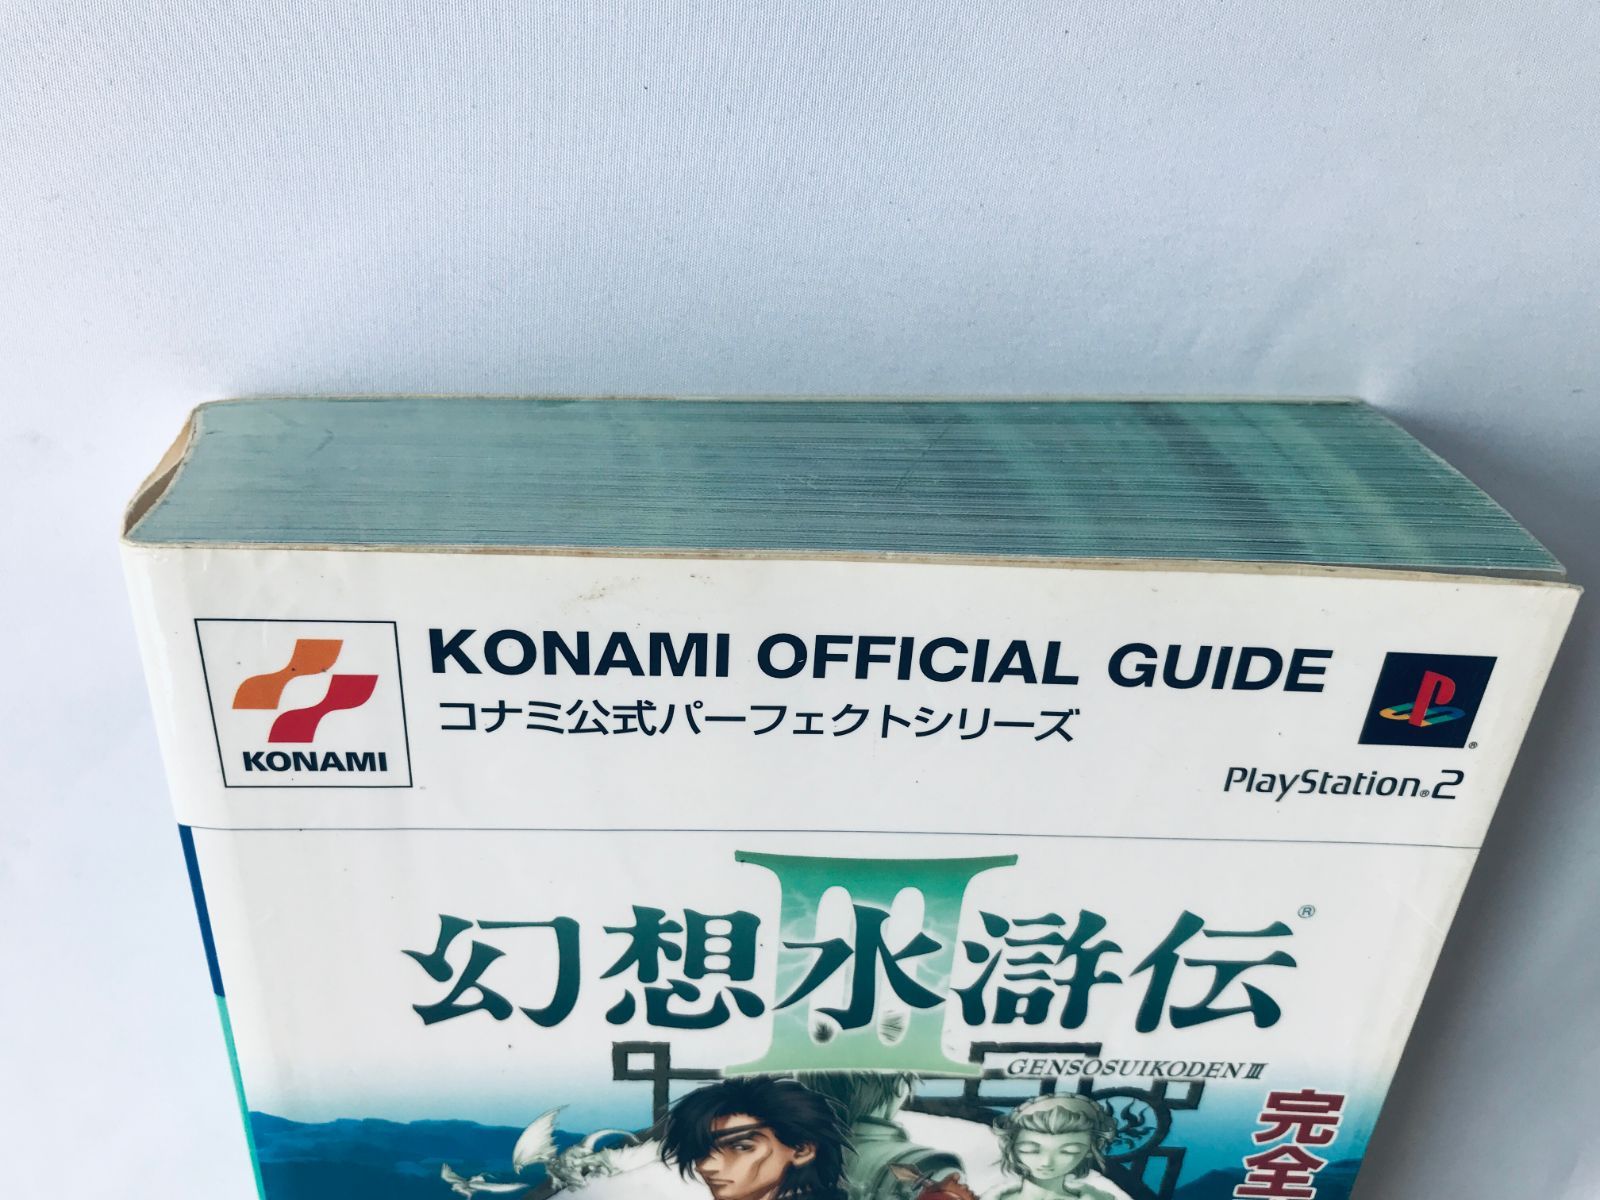 KONAMI
KONAMI OFFICIAL GUIDE
コナミ公式パーフェクトシリーズ
PlayStation®2
III
幻想水滸伝®
GENSOSUIKODEN III
完全